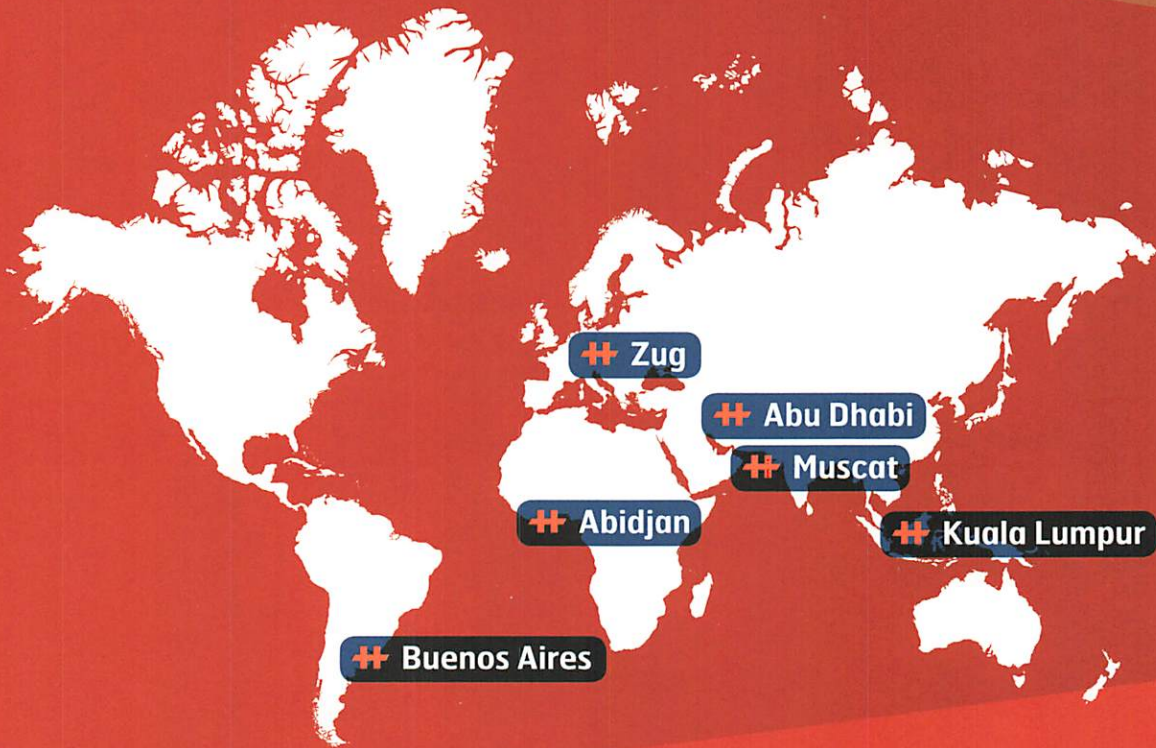 Zug
Abu Dhabi
Muscat
Abidjan
Kuala Lumpur
Buenos Aires